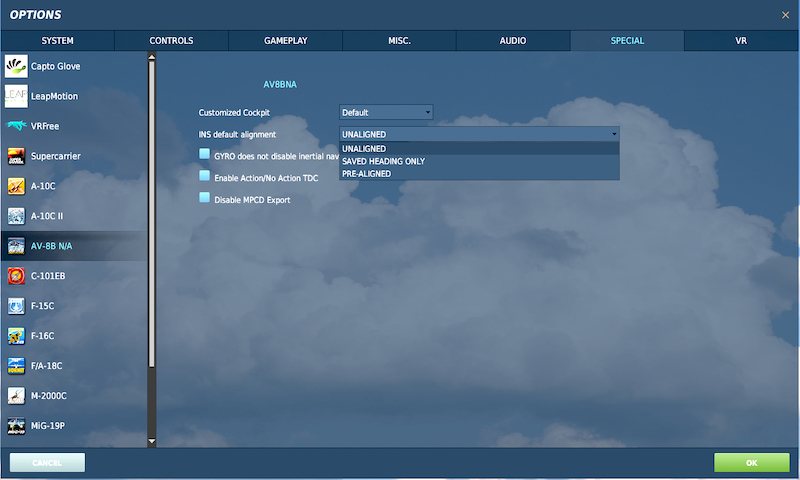 OPTIONS
SYSTEM
CONTROLS
GAMEPLAY
MISC.
AUDIO
SPECIAL
VR
Capto Glove
LEAP
LeapMotion
VRFree
Supercarrier
A-10C
A-10C II
AV-8B N/A
C-101EB
F-15C
F-16C
F/A-18C
M-2000C
MiG-19P
AV8BNA
Customized Cockpit
Default
INS default alignment
UNALIGNED
UNALIGNED
SAVED HEADING ONLY
PRE-ALIGNED
GYRO does not disable inertial nav
Enable Action/No Action TDC
Disable MPCD Export
CANCEL
OK